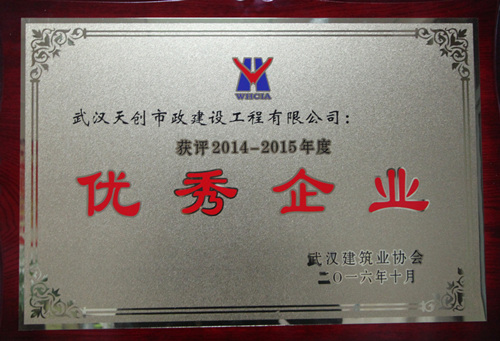 WHCIA
武汉天创市政建设工程有限公司：
获评2014-2015年度
优秀企业
武汉建筑业协会
二〇一六年十月